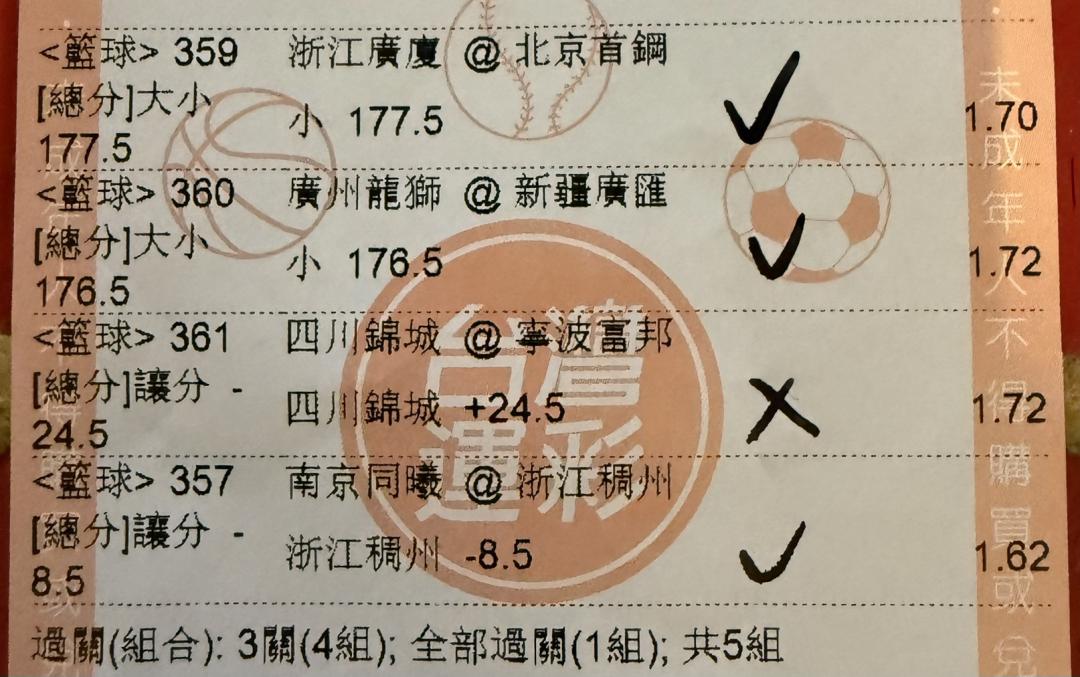 <籃球> 359 浙江廣廈 @ 北京首鋼
[總分]大小 小 177.5 1.70
177.5
<籃球> 360 廣州龍獅 @ 新疆廣匯
[總分]大小 小 176.5 1.72
176.5
<籃球> 361 四川錦城 @ 寧波富邦
[總分]讓分 - 四川錦城 +24.5 1.72
24.5
<籃球> 357 南京同曦 @ 浙江稠州
[總分]讓分 - 浙江稠州 -8.5 1.62
8.5
過關(組合): 3關(4組); 全部過關(1組); 共5組
台灣
運彩
未成年人不得購買或兌